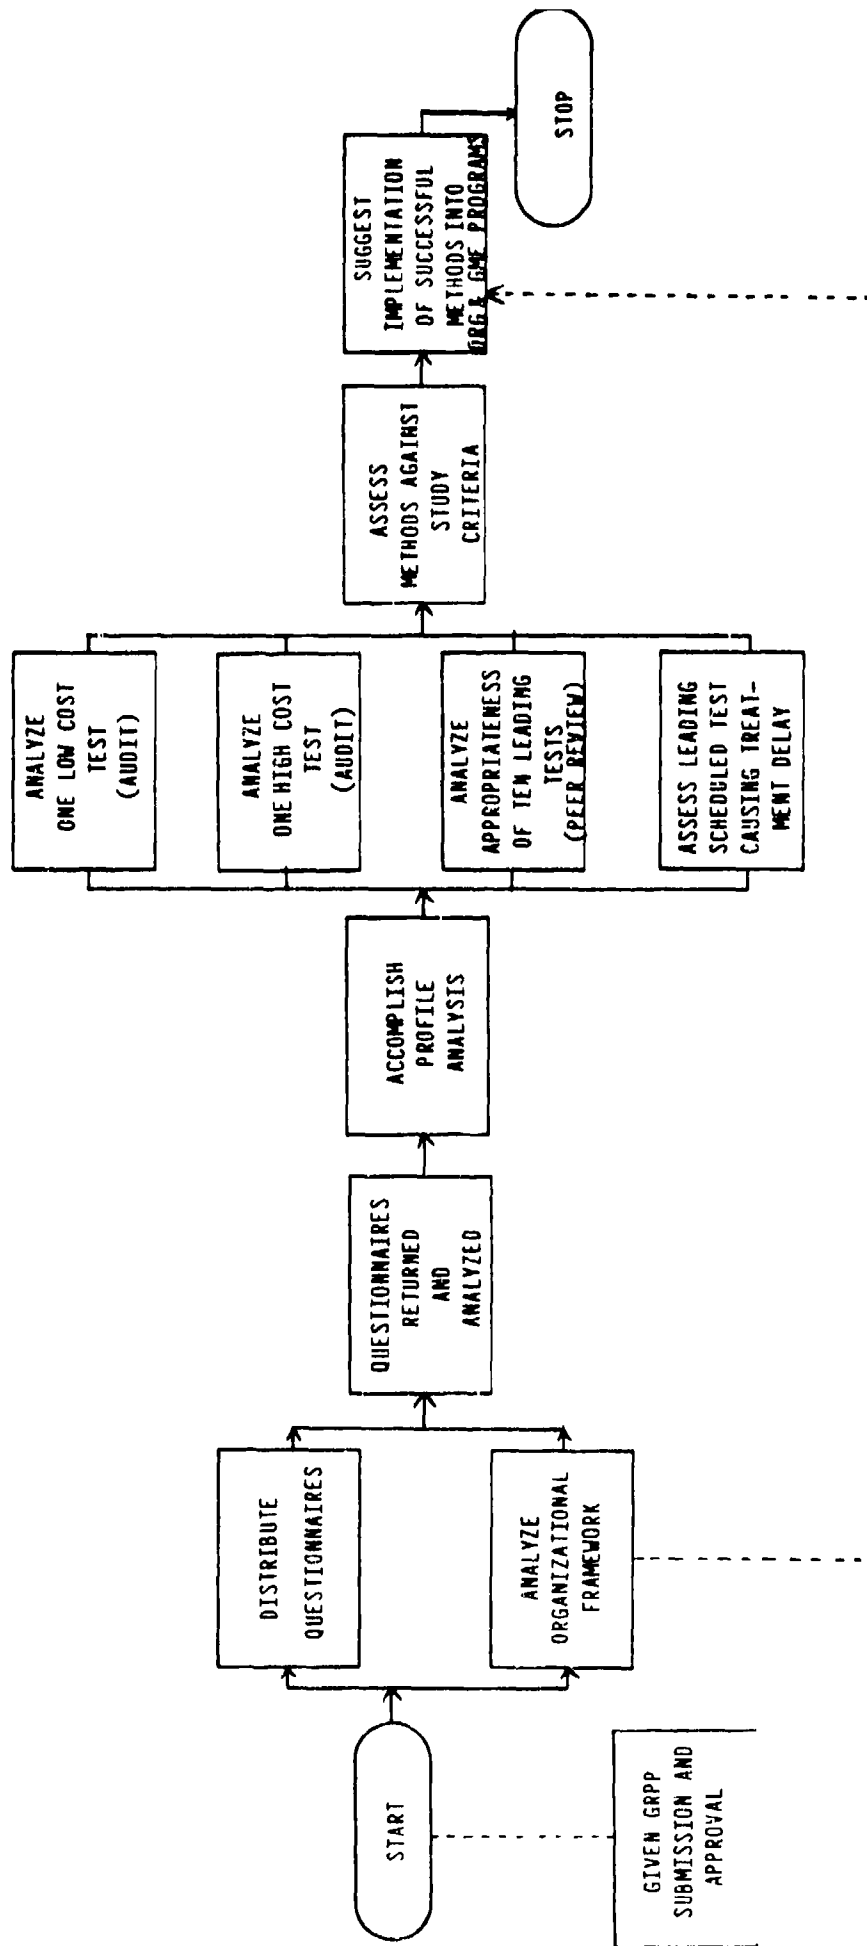 START
GIVEN GRPP
SUBMISSION AND
APPROVAL
DISTRIBUTE
QUESTIONNAIRES
ANALYZE
ORGANIZATIONAL
FRAMEWORK
QUESTIONNAIRES
RETURNED
AND
ANALYZED
ACCOMPLISH
PROFILE
ANALYSIS
ANALYZE
ONE LOW COST
TEST
(AUDIT)
ANALYZE
ONE HIGH COST
TEST
(AUDIT)
ANALYZE
APPROPRIATENESS
OF TEN LEADING
TESTS
(PEER REVIEW)
ASSESS LEADING
SCHEDULED TEST
CAUSING TREAT-
MENT DELAY
ASSESS
METHODS AGAINST
STUDY
CRITERIA
SUGGEST
IMPLEMENTATION
OF SUCCESSFUL
METHODS INTO
ORG & GME PROGRAMS
STOP